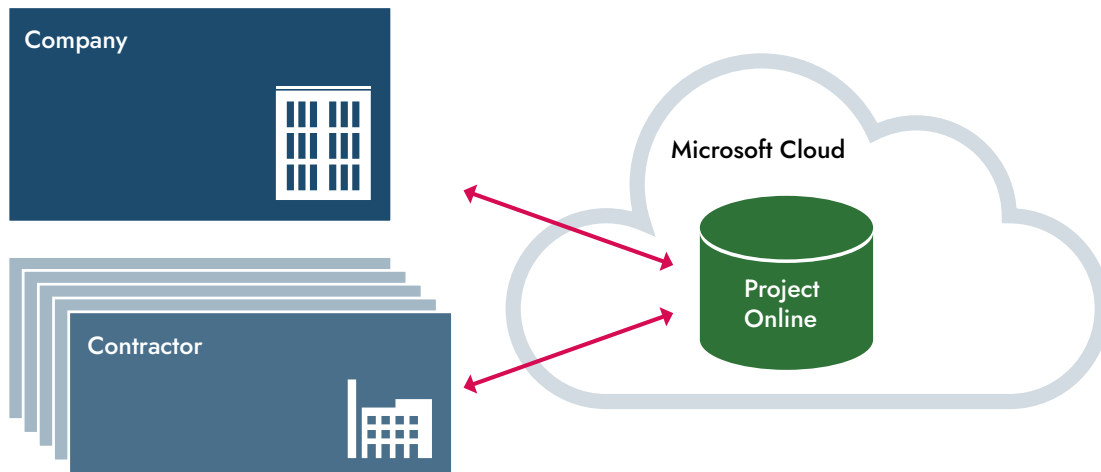 Company
Microsoft Cloud
Project
Online
Contractor